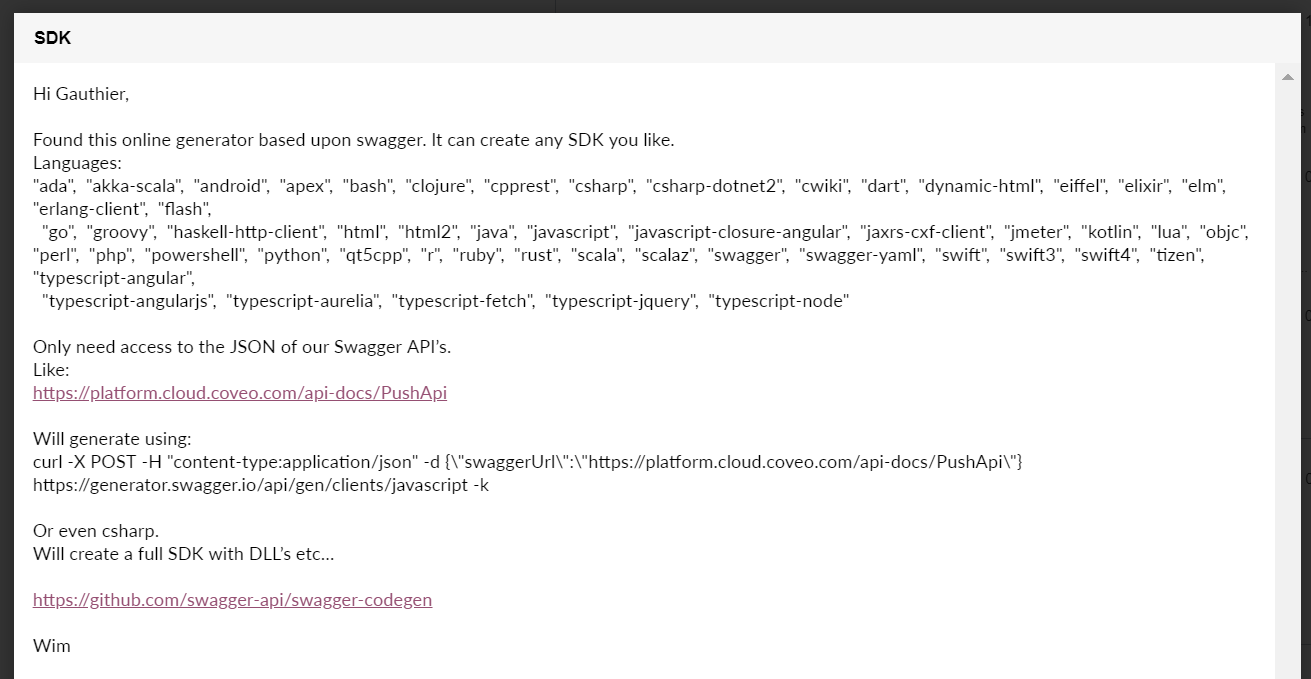 SDK
Hi Gauthier,
Found this online generator based upon swagger. It can create any SDK you like.
Languages:
"ada", "akka-scala", "android", "apex", "bash", "clojure", "cpprest", "csharp", "csharp-dotnet2", "cwiki", "dart", "dynamic-html", "eiffel", "elixir", "elm",
"erlang-client", "flash",
"go", "groovy", "haskell-http-client", "html", "html2", "java", "javascript", "javascript-closure-angular", "jaxrs-cxf-client", "jmeter", "kotlin", "lua", "objc",
"perl", "php", "powershell", "python", "qt5cpp", "r", "ruby", "rust", "scala", "scalaz", "swagger", "swagger-yaml", "swift", "swift3", "swift4", "tizen",
"typescript-angular",
"typescript-angularjs", "typescript-aurelia", "typescript-fetch", "typescript-jquery", "typescript-node"
Only need access to the JSON of our Swagger API’s.
Like:
https://platform.cloud.coveo.com/api-docs/PushApi
Will generate using:
curl -X POST -H "content-type:application/json" -d {\"swaggerUrl\":\"https://platform.cloud.coveo.com/api-docs/PushApi\"}
https://generator.swagger.io/api/gen/clients/javascript -k
Or even csharp.
Will create a full SDK with DLL’s etc…
https://github.com/swagger-api/swagger-codegen
Wim